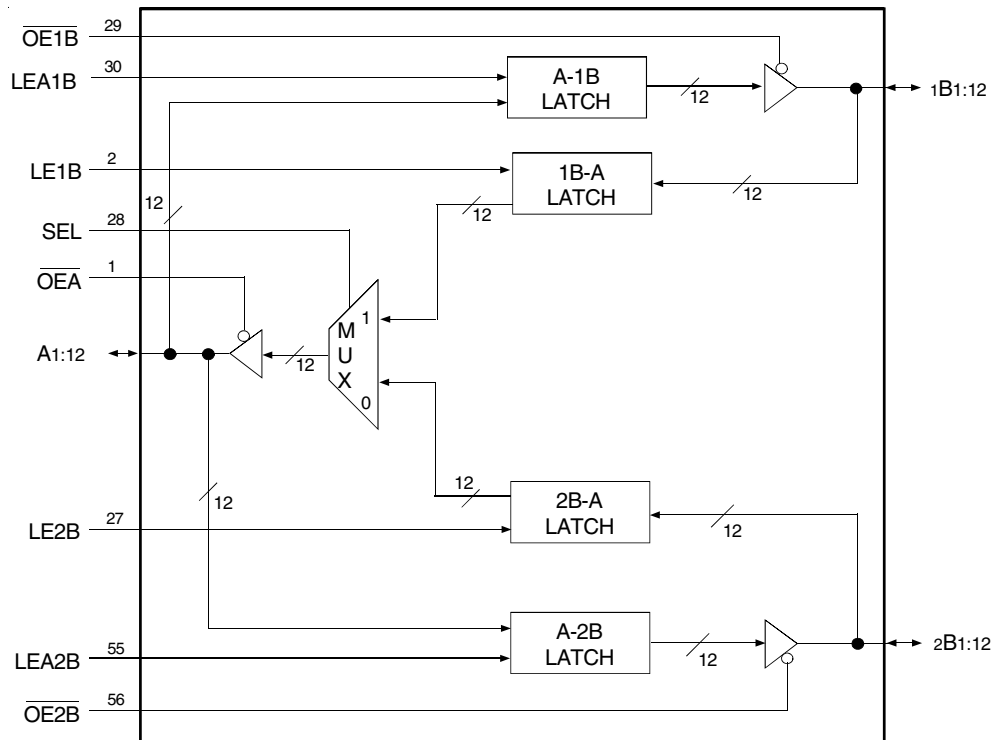 OE1B 29
LEA1B 30
A-1B
LATCH
12
1B1:12
LE1B 2
1B-A
LATCH
12
12
12
SEL 28
OEA 1
1
M
U
X
0
A1:12
12
12
12
2B-A
LATCH
12
LE2B 27
A-2B
LATCH
12
2B1:12
LEA2B 55
OE2B 56